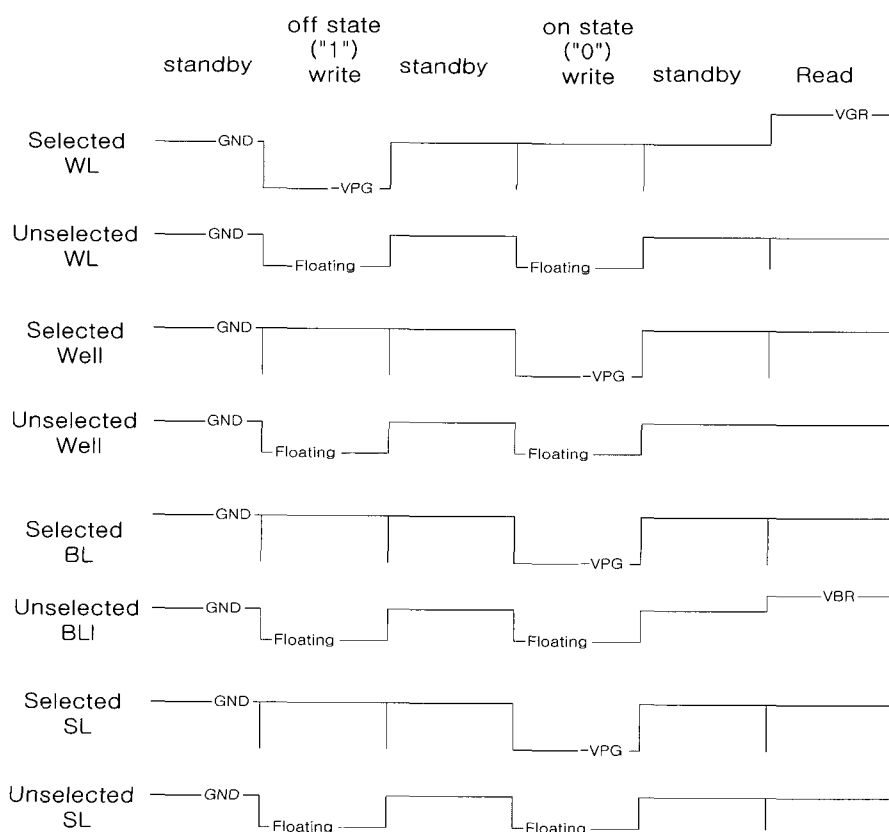 off state
("1")
write
on state
("0")
write
standby
standby
standby
Read
Selected
WL
GND
-VPG
VGR
Unselected
WL
GND
Floating
Floating
Selected
Well
GND
-VPG
Unselected
Well
GND
Floating
Floating
Selected
BL
GND
-VPG
Unselected
BLI
GND
Floating
Floating
VBR
Selected
SL
GND
-VPG
Unselected
SL
GND
Floating
Floating